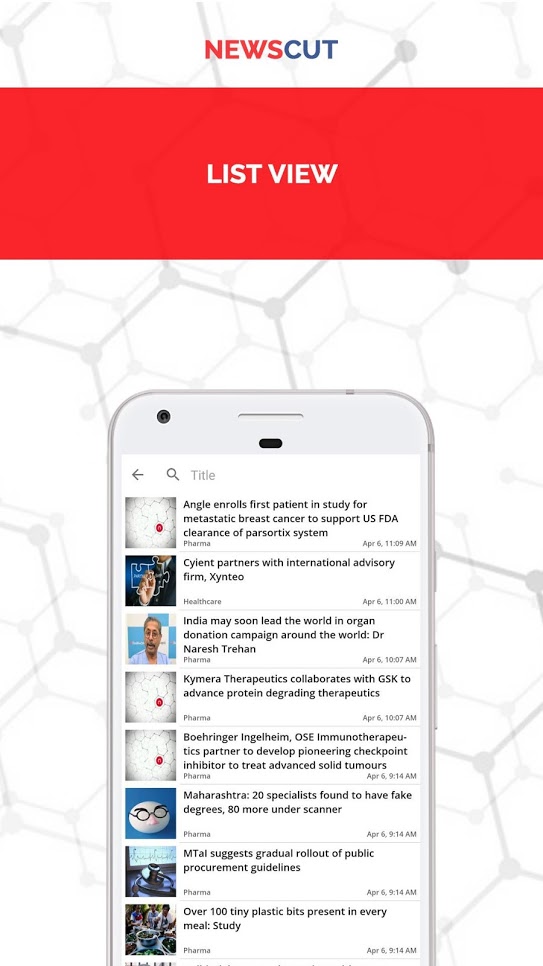 NEWSCUT
LIST VIEW
Title
Angle enrolls first patient in study for
metastatic breast cancer to support US FDA
clearance of parsortix system
Pharma Apr 6, 11:09 AM
Cyient partners with international advisory
firm, Xynteo
Healthcare Apr 6, 11:00 AM
India may soon lead the world in organ
donation campaign around the world: Dr
Naresh Trehan
Pharma Apr 6, 10:07 AM
Kymera Therapeutics collaborates with GSK to
advance protein degrading therapeutics
Pharma Apr 6, 10:07 AM
Boehringer Ingelheim, OSE Immunotherapeu-
tics partner to develop pioneering checkpoint
inhibitor to treat advanced solid tumours
Pharma Apr 6, 9:14 AM
Maharashtra: 20 specialists found to have fake
degrees, 80 more under scanner
Pharma Apr 6, 9:14 AM
MTaI suggests gradual rollout of public
procurement guidelines
Pharma Apr 6, 9:14 AM
Over 100 tiny plastic bits present in every
meal: Study
Pharma Apr 6, 9:14 AM